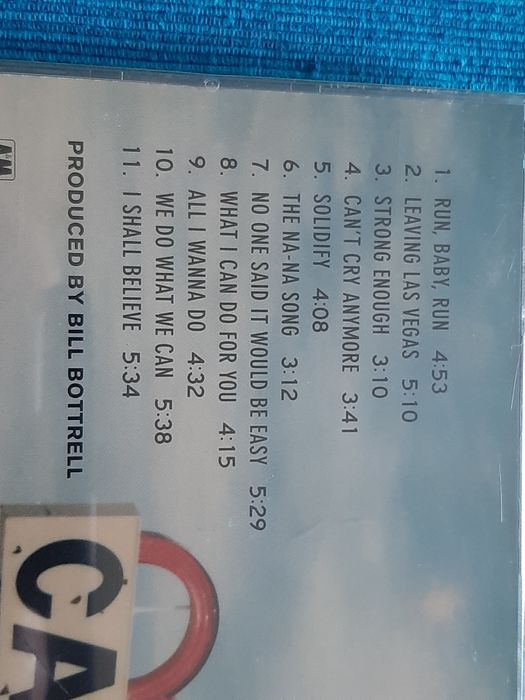 1. RUN, BABY, RUN 4:53
2. LEAVING LAS VEGAS 5:10
3. STRONG ENOUGH 3:10
4. CAN'T CRY ANYMORE 3:41
5. SOLIDIFY 4:08
6. THE NA-NA SONG 3:12
7. NO ONE SAID IT WOULD BE EASY 5:29
8. WHAT I CAN DO FOR YOU 4:15
9. ALL I WANNA DO 4:32
10. WE DO WHAT WE CAN 5:38
11. I SHALL BELIEVE 5:34
PRODUCED BY BILL BOTTRELL
A&M
CA